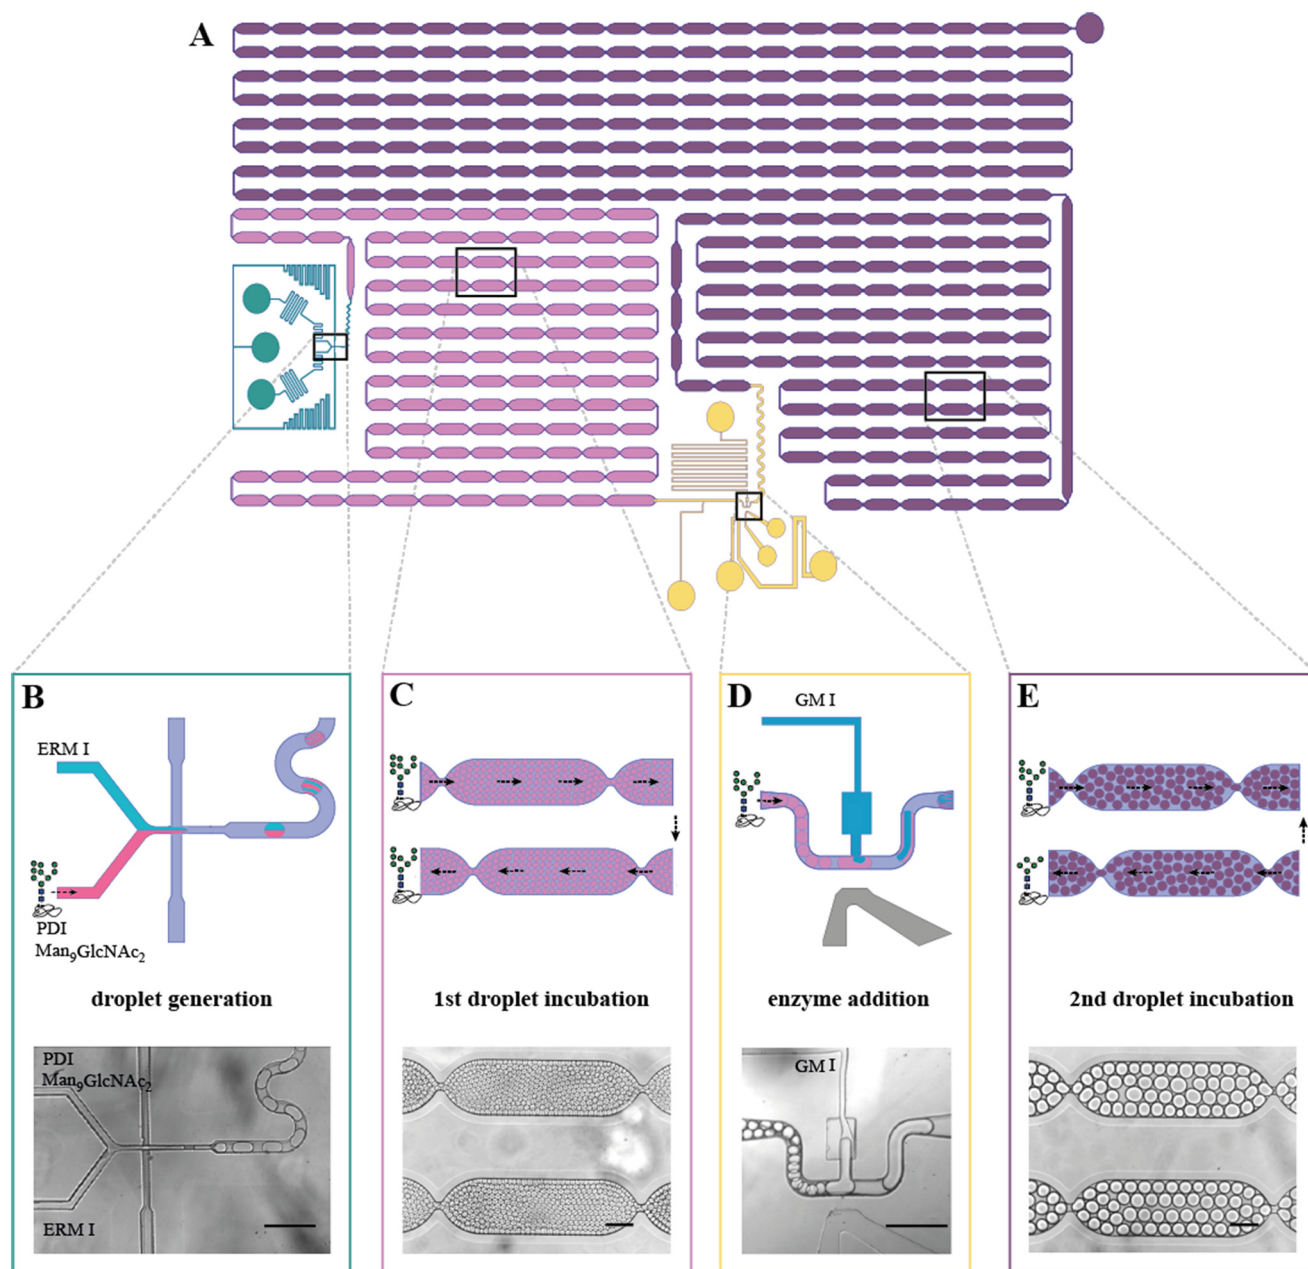 A
B
ERM I
PDI
Man₉GlcNAc₂
droplet generation
PDI
Man₉GlcNAc₂
ERM I
C
1st droplet incubation
D
GM I
enzyme addition
GM I
E
2nd droplet incubation